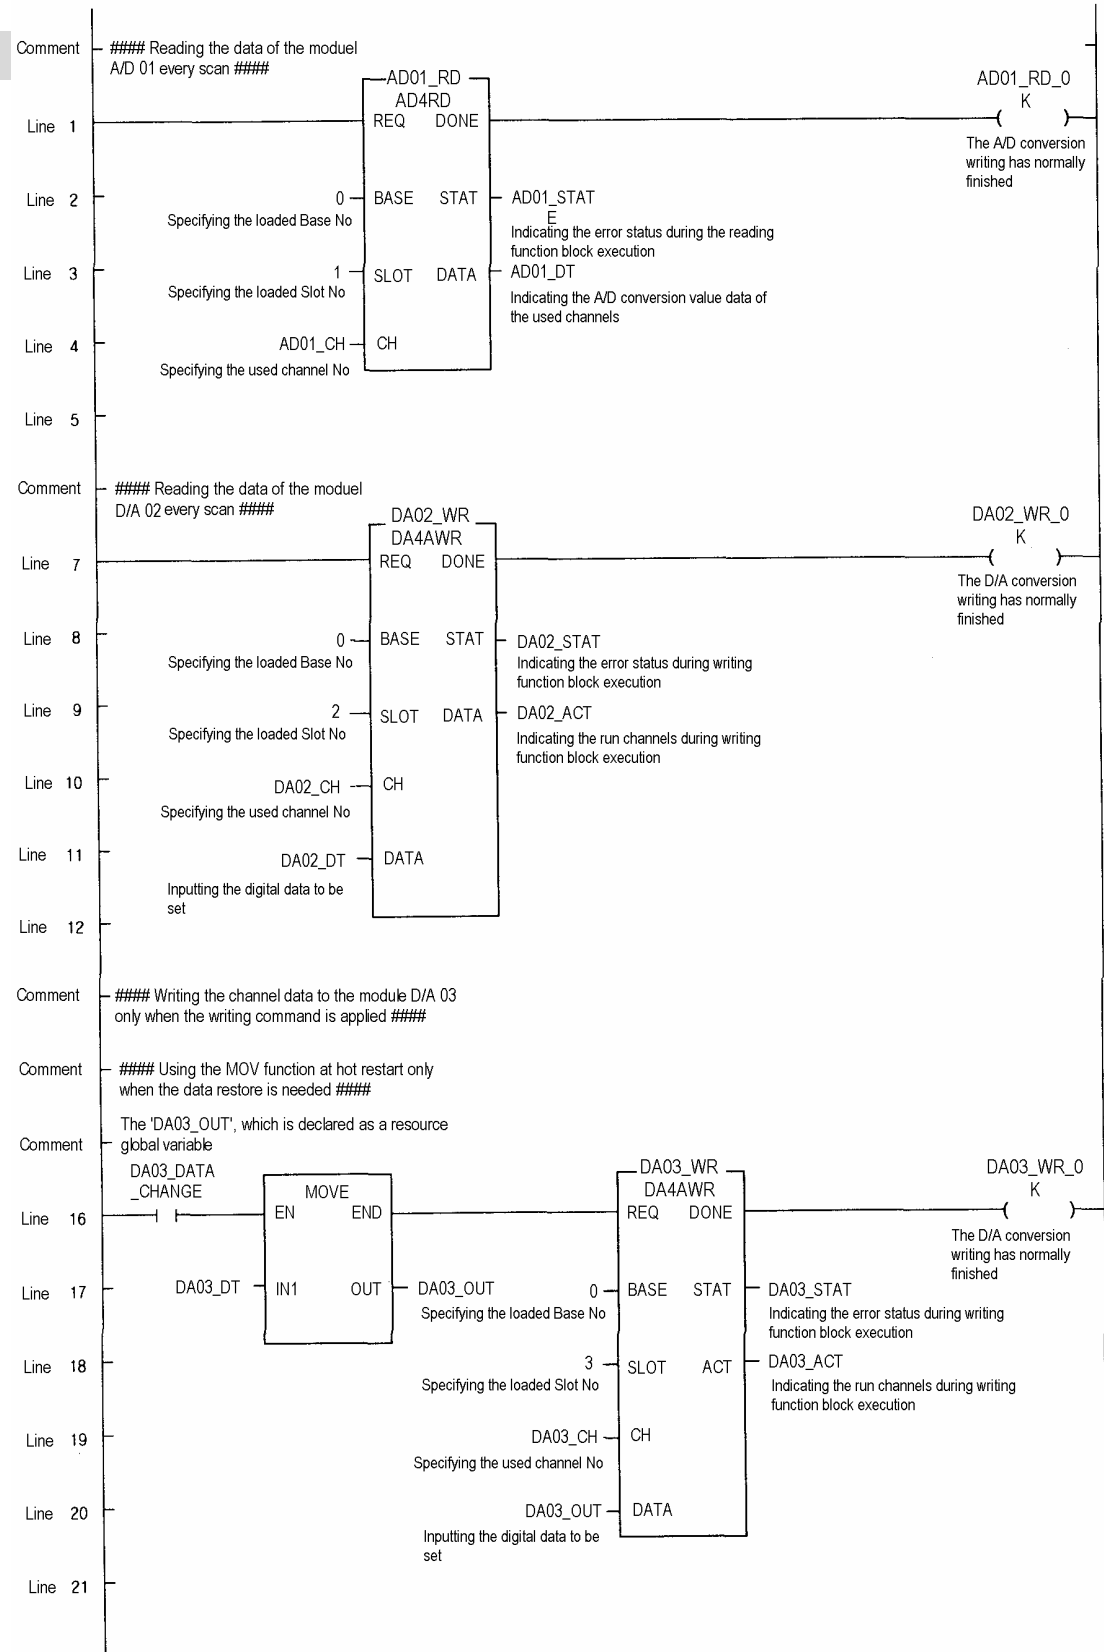 Comment
#### Reading the data of the moduel
A/D 01 every scan ####
AD01_RD
AD4RD
AD01_RD_0
K
Line 1
REQ DONE
The A/D conversion
writing has normally
finished
Line 2
0
BASE STAT
AD01_STAT
E
Specifying the loaded Base No
Indicating the error status during the reading
function block execution
Line 3
1
SLOT DATA
AD01_DT
Specifying the loaded Slot No
Indicating the A/D conversion value data of
the used channels
Line 4
AD01_CH
CH
Specifying the used channel No
Line 5
Comment
#### Reading the data of the moduel
D/A 02 every scan ####
DA02_WR
DA4AWR
DA02_WR_0
K
Line 7
REQ DONE
The D/A conversion
writing has normally
finished
Line 8
0
BASE STAT
DA02_STAT
Specifying the loaded Base No
Indicating the error status during writing
function block execution
Line 9
2
SLOT DATA
DA02_ACT
Specifying the loaded Slot No
Indicating the run channels during writing
function block execution
Line 10
DA02_CH
CH
Specifying the used channel No
Line 11
DA02_DT
DATA
Inputting the digital data to be
set
Line 12
Comment
#### Writing the channel data to the module D/A 03
only when the writing command is applied ####
Comment
#### Using the MOV function at hot restart only
when the data restore is needed ####
Comment
The 'DA03_OUT', which is declared as a resource
global variable
DA03_DATA
_CHANGE
MOVE
DA03_WR
DA4AWR
DA03_WR_0
K
Line 16
EN END
REQ DONE
The D/A conversion
writing has normally
finished
Line 17
DA03_DT
IN1 OUT
DA03_OUT
0
BASE STAT
DA03_STAT
Specifying the loaded Base No
Indicating the error status during writing
function block execution
Line 18
3
SLOT ACT
DA03_ACT
Specifying the loaded Slot No
Indicating the run channels during writing
function block execution
Line 19
DA03_CH
CH
Specifying the used channel No
Line 20
DA03_OUT
DATA
Inputting the digital data to be
set
Line 21